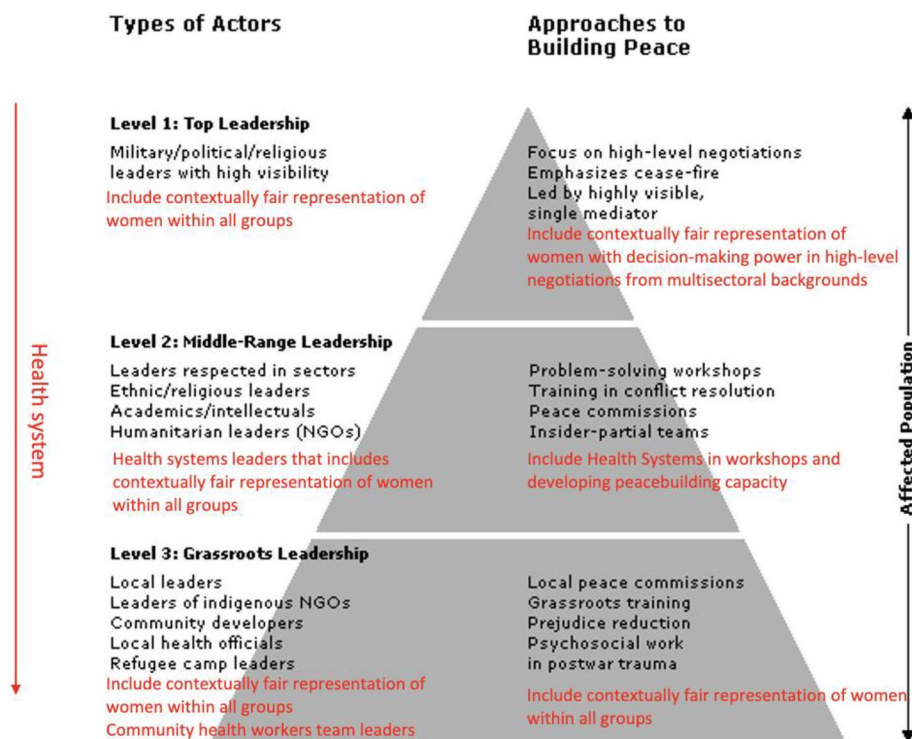 Types of Actors
Approaches to
Building Peace
Level 1: Top Leadership
Military/political/religious
leaders with high visibility
Include contextually fair representation of
women within all groups
Focus on high-level negotiations
Emphasizes cease-fire
Led by highly visible,
single mediator
Include contextually fair representation of
women with decision-making power in high-level
negotiations from multisectoral backgrounds
Level 2: Middle-Range Leadership
Leaders respected in sectors
Ethnic/religious leaders
Academics/intellectuals
Humanitarian leaders (NGOs)
Health systems leaders that includes
contextually fair representation of women
within all groups
Problem-solving workshops
Training in conflict resolution
Peace commissions
Insider-partial teams
Include Health Systems in workshops and
developing peacebuilding capacity
Level 3: Grassroots Leadership
Local leaders
Leaders of indigenous NGOs
Community developers
Local health officials
Refugee camp leaders
Include contextually fair representation of
women within all groups
Community health workers team leaders
Local peace commissions
Grassroots training
Prejudice reduction
Psychosocial work
in postwar trauma
Include contextually fair representation of women
within all groups
Health system
Affected Population